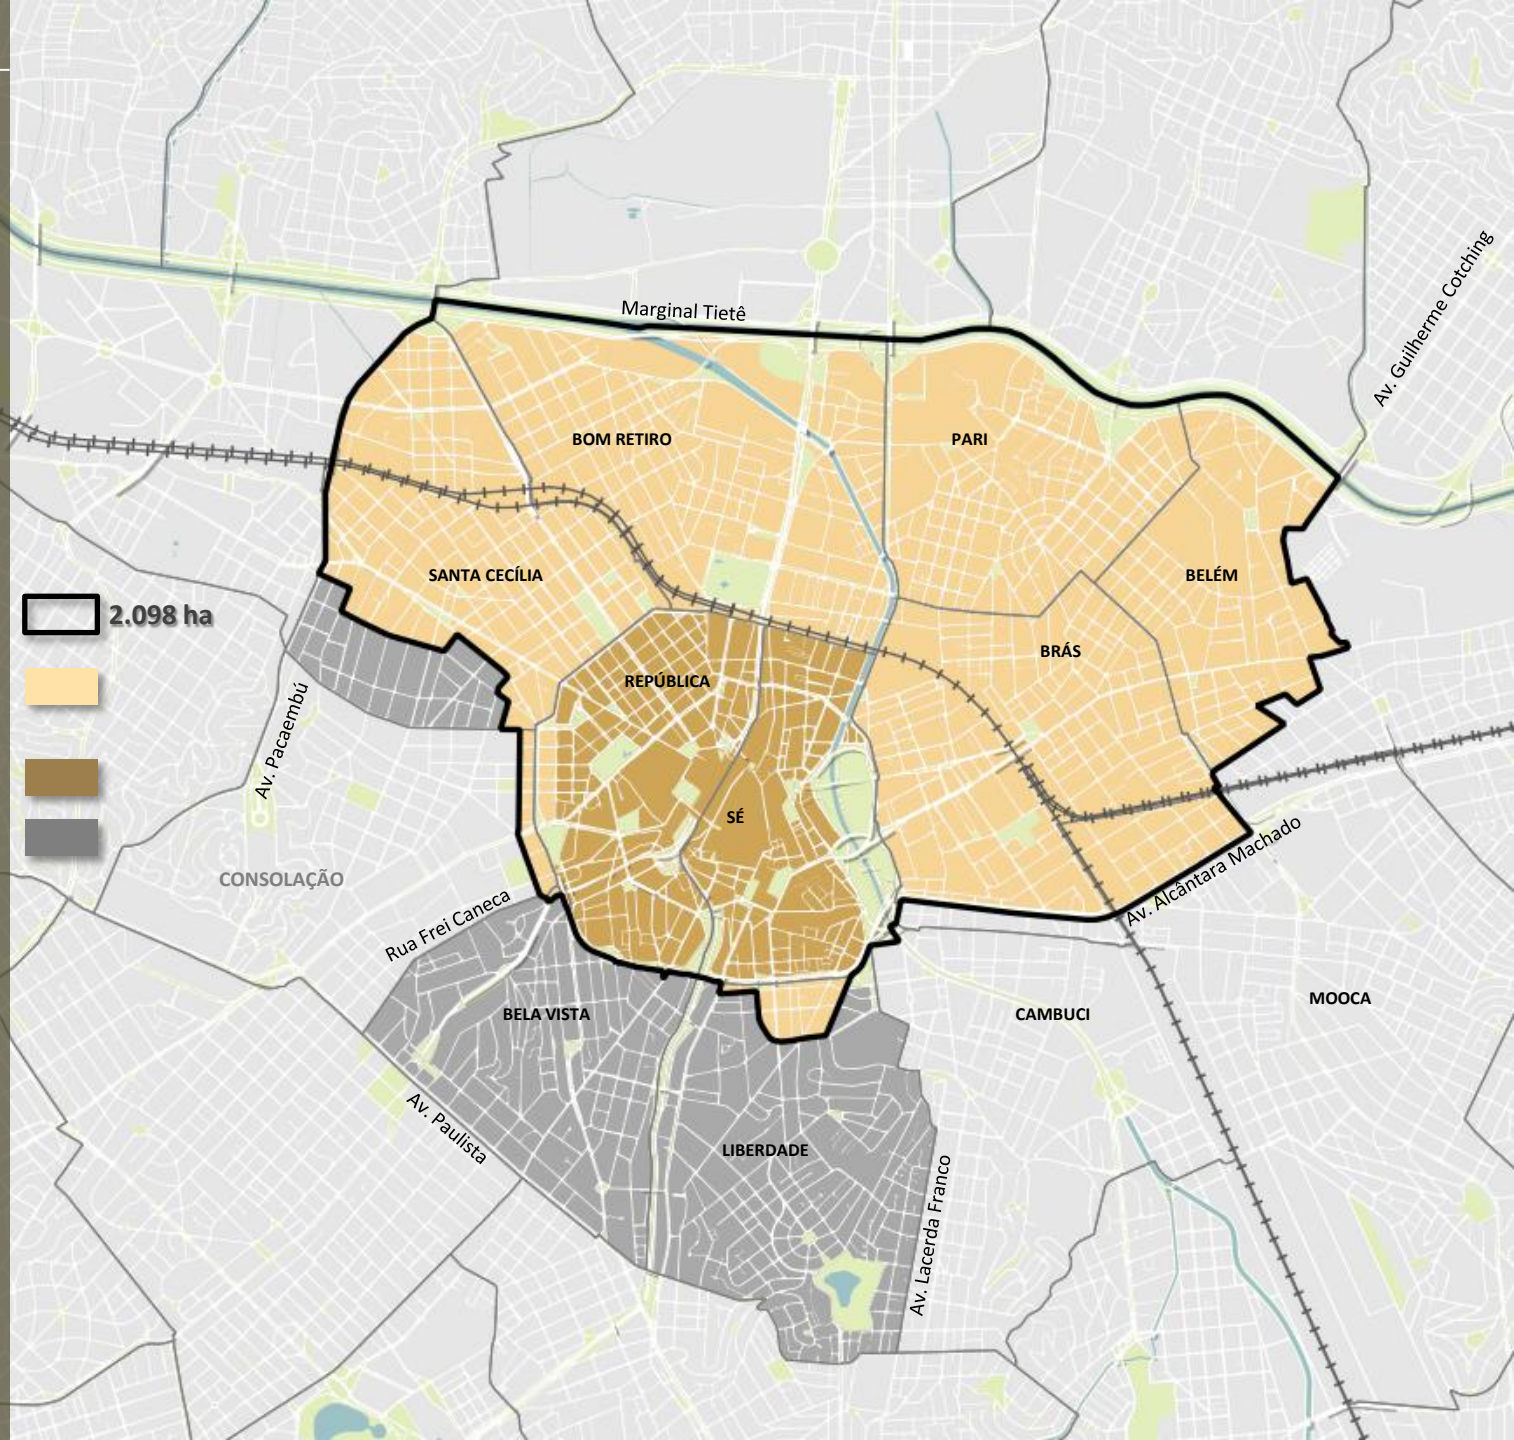 Marginal Tietê
Av. Guilherme Cotching
BOM RETIRO
PARI
SANTA CECÍLIA
BELÉM
2.098 ha
BRÁS
REPÚBLICA
Av. Pacaembú
SÉ
Av. Alcântara Machado
CONSOLAÇÃO
Rua Frei Caneca
BELA VISTA
CAMBUCI
MOOCA
Av. Paulista
LIBERDADE
Av. Lacerda Franco